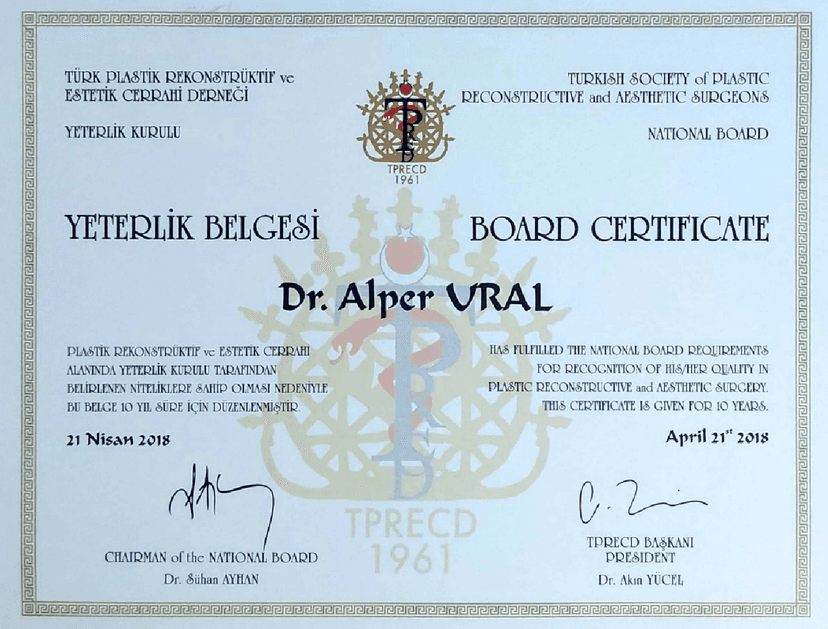 TÜRK PLASTİK REKONSTRÜKTİF ve
ESTETİK CERRAHİ DERNEĞİ
YETERLİK KURULU
TURKISH SOCIETY of PLASTIC
RECONSTRUCTIVE and AESTHETIC SURGEONS
NATIONAL BOARD
TPRECD
1961
YETERLİK BELGESİ
BOARD CERTIFICATE
Dr. Alper URAL
PLASTİK REKONSTRÜKTİF ve ESTETİK CERRAHİ
ALANINDA YETERLİK KURULU TARAFINDAN
BELİRLENEN NİTELİKLERE SAHİP OLMASI NEDENİYLE
BU BELGE 10 YIL SÜRE İÇİN DÜZENLENMİŞTİR.
21 Nisan 2018
HAS FULFILLED THE NATIONAL BOARD REQUIREMENTS
FOR RECOGNITION OF HIS/HER QUALITY IN
PLASTIC RECONSTRUCTIVE and AESTHETIC SURGERY.
THIS CERTIFICATE IS GIVEN FOR 10 YEARS.
April 21st 2018
TPRECD
1961
CHAIRMAN of the NATIONAL BOARD
Dr. Sühan AYHAN
TPRECD BAŞKANI
PRESIDENT
Dr. Akın YÜCEL